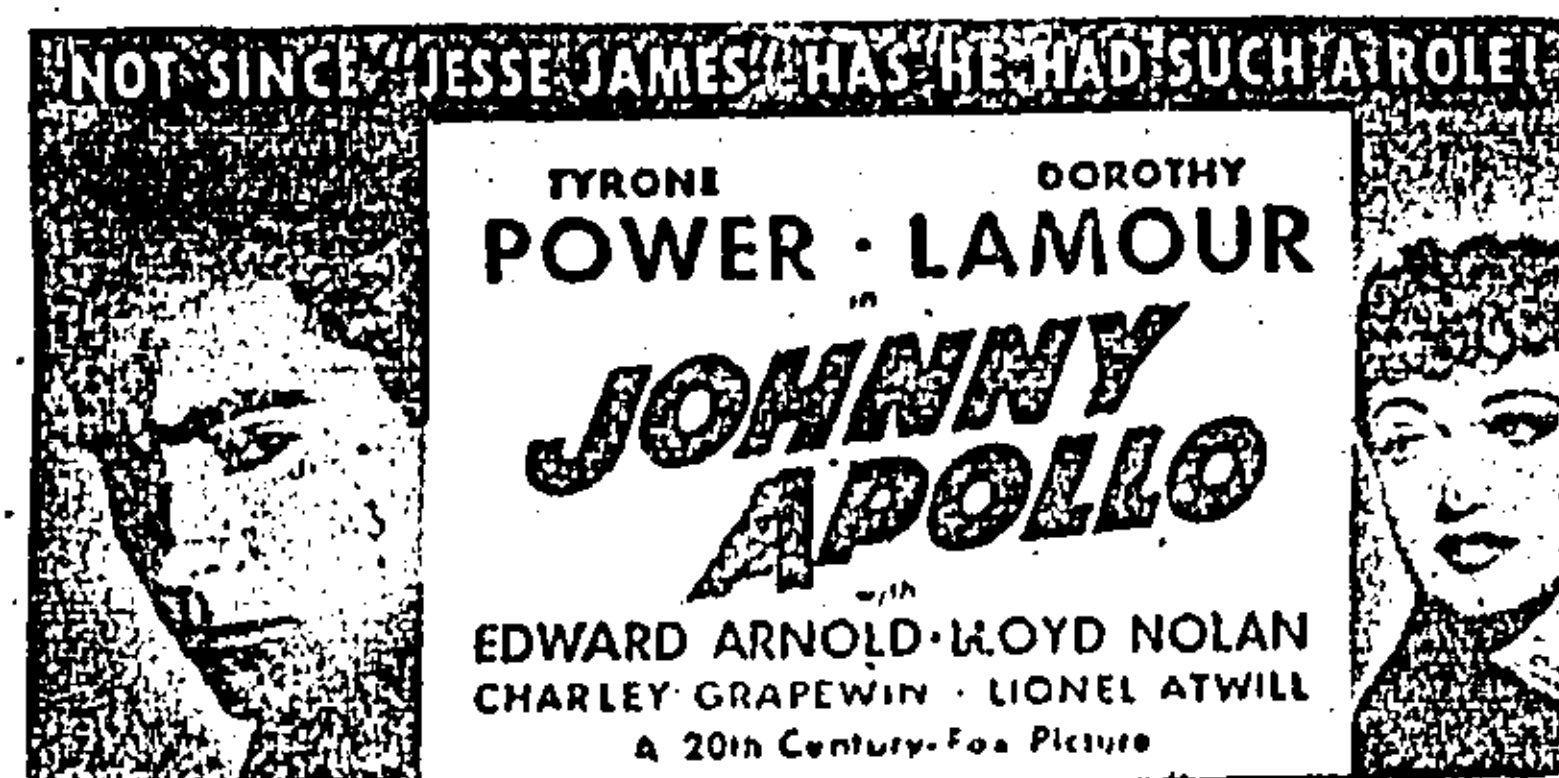 NOT SINCE "JESSE JAMES" HAS HE HAD SUCH A ROLE!
TYRONE DOROTHY
POWER · LAMOUR
in
JOHNNY
APOLLO
with
EDWARD ARNOLD · LLOYD NOLAN
CHARLEY GRAPEWIN · LIONEL ATWILL
A 20th Century-Fox Picture